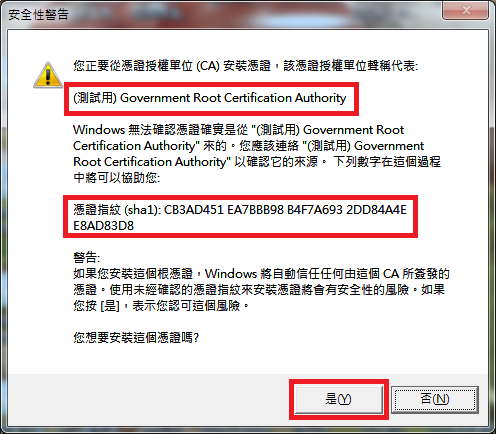 安全性警告
您正要從憑證授權單位 (CA) 安裝憑證，該憑證授權單位聲稱代表:
(測試用) Government Root Certification Authority
Windows 無法確認憑證確實是從 "(測試用) Government Root
Certification Authority" 來的。您應該連絡 "(測試用) Government
Root Certification Authority" 以確認它的來源。 下列數字在這個過程
中將可以協助您:
憑證指紋 (sha1): CB3AD451 EA7BBB98 B4F7A693 2DD84A4E
E8AD83D8
警告:
如果您安裝這個根憑證，Windows 將自動信任任何由這個 CA 所簽發的
憑證。使用未經確認的憑證指紋來安裝憑證將會有安全性的風險。如果
您按 [是]，表示您認可這個風險。
您想要安裝這個憑證嗎?
是(Y)
否(N)